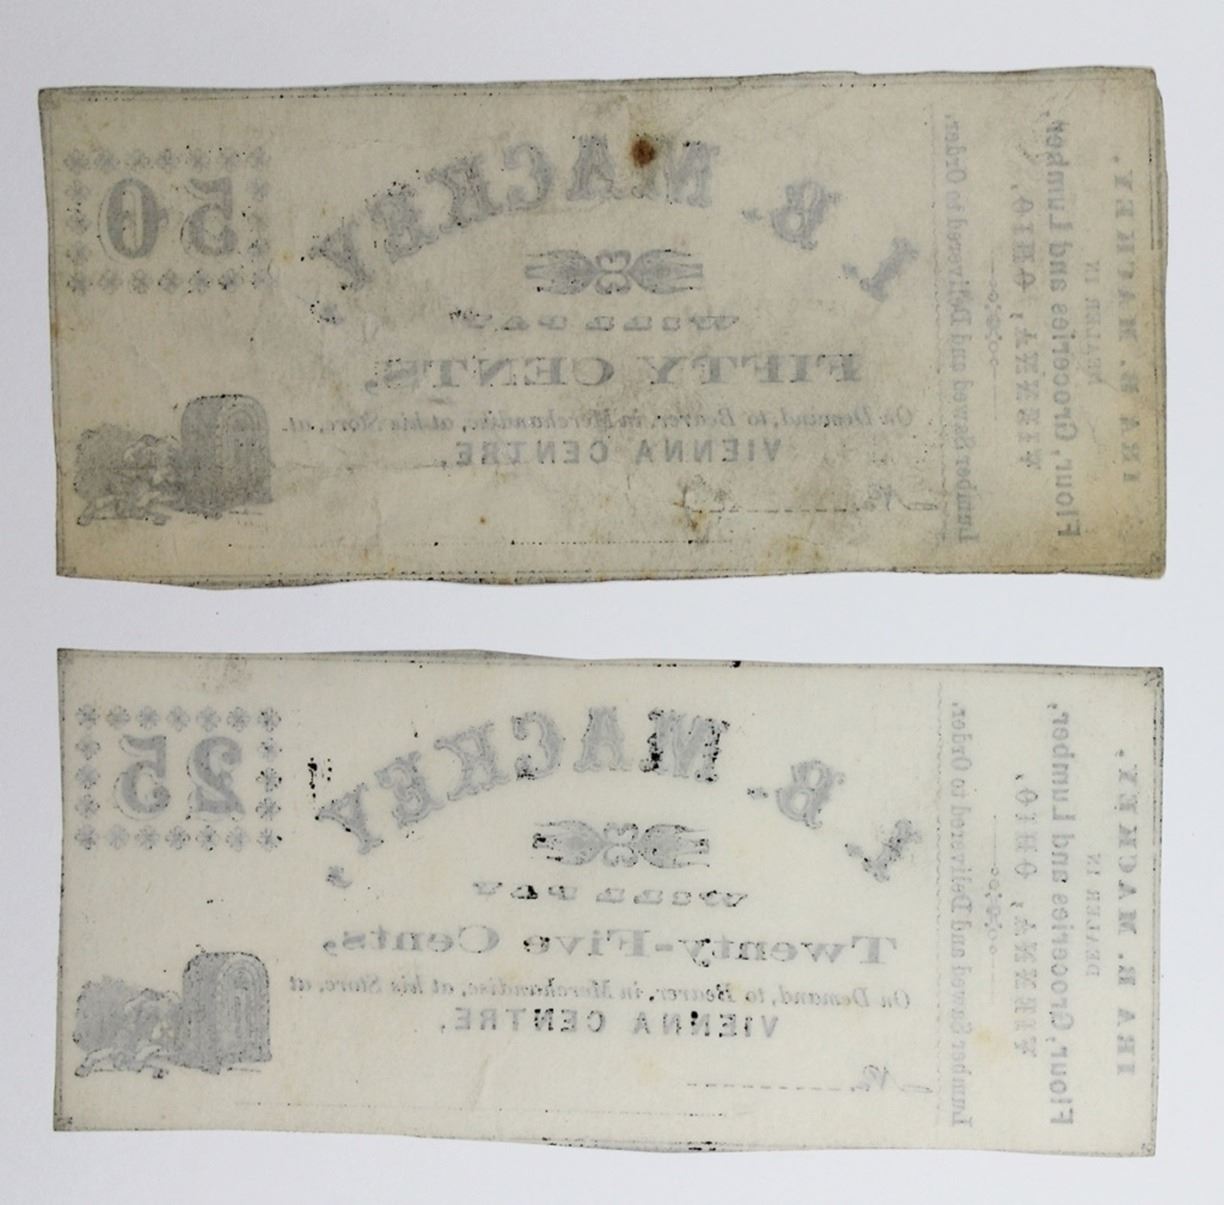 50
I. B. MACKEY,
WILL PAY
FIFTY CENTS,
On Demand, to Bearer, in Merchandise, at his Store, at
VIENNA CENTRE,
No.
Lumber Sawed and Delivered to Order.
IRA B. MACKEY,
DEALER IN
Flour, Groceries and Lumber,
VIENNA, OHIO.
25
I. B. MACKEY,
WILL PAY
Twenty-Five Cents,
On Demand, to Bearer, in Merchandise, at his Store, at
VIENNA CENTRE,
No.
Lumber Sawed and Delivered to Order.
IRA B. MACKEY,
DEALER IN
Flour, Groceries and Lumber,
VIENNA, OHIO.